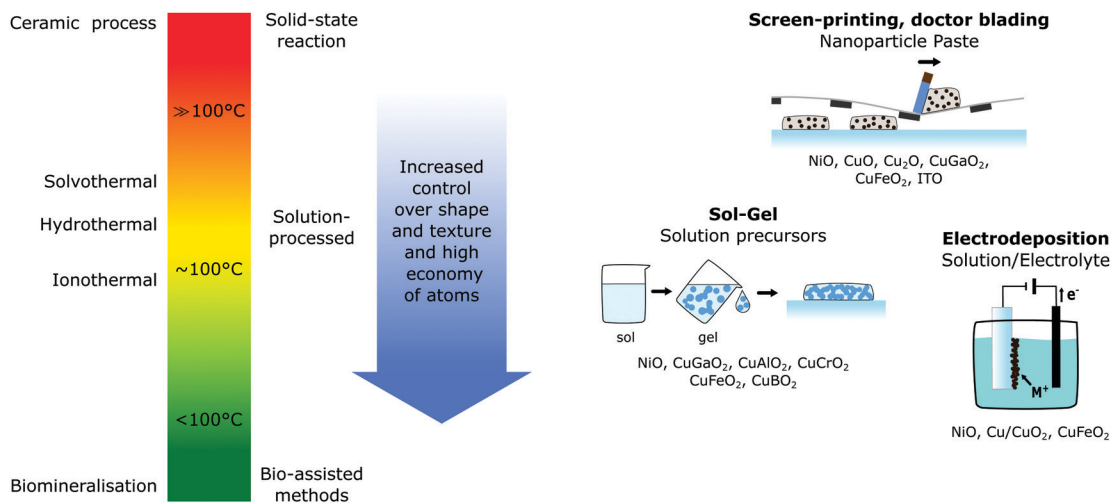 Ceramic process
Solid-state
reaction
≫100°C
Solvothermal
Hydrothermal
Solution-
processed
~100°C
Ionothermal
<100°C
Biomineralisation
Bio-assisted
methods
Increased
control
over shape
and texture
and high
economy
of atoms
Screen-printing, doctor blading
Nanoparticle Paste
NiO, CuO, Cu₂O, CuGaO₂,
CuFeO₂, ITO
Sol-Gel
Solution precursors
sol
gel
NiO, CuGaO₂, CuAlO₂, CuCrO₂
CuFeO₂, CuBO₂
Electrodeposition
Solution/Electrolyte
e⁻
M⁺
NiO, Cu/CuO₂, CuFeO₂